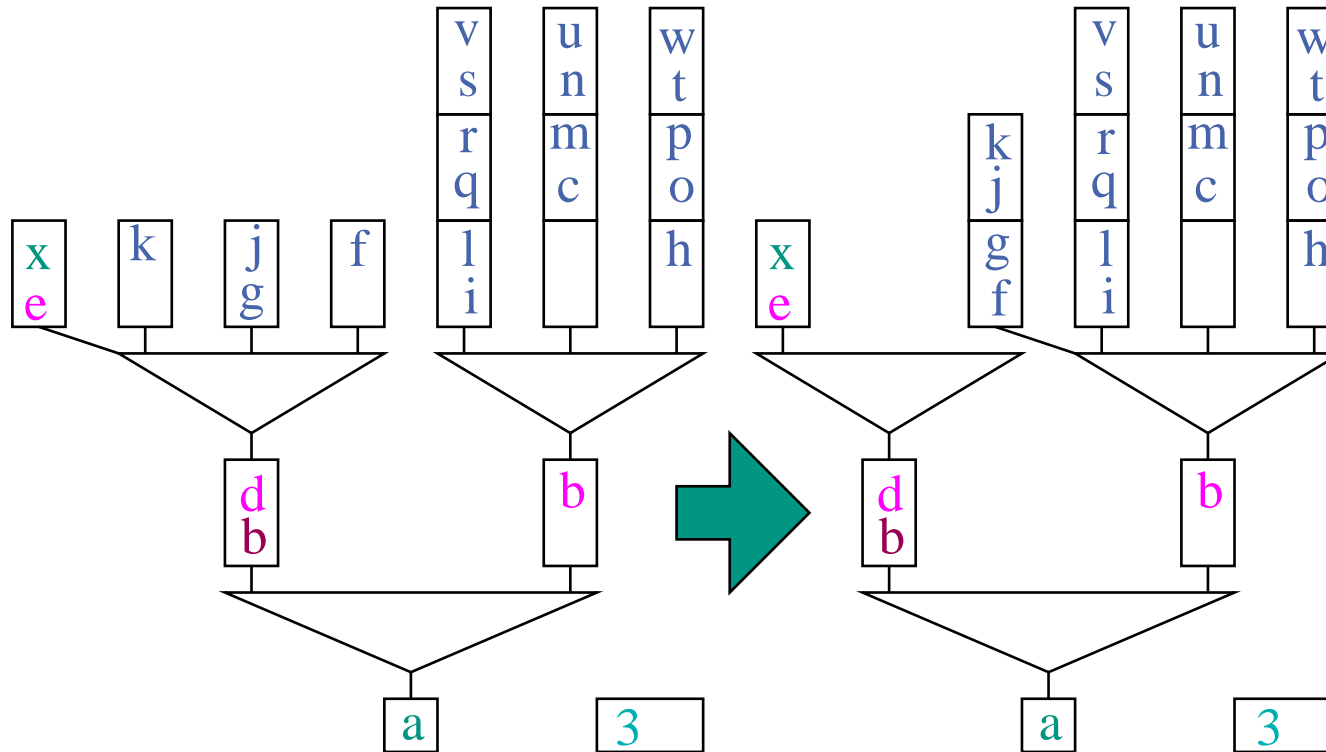 v u w v u w
s n t s n t
r m p k r m p
q c o j q c o
x k j f l h x g l h
e g i e f i
d b d b
b b
a 3 a 3